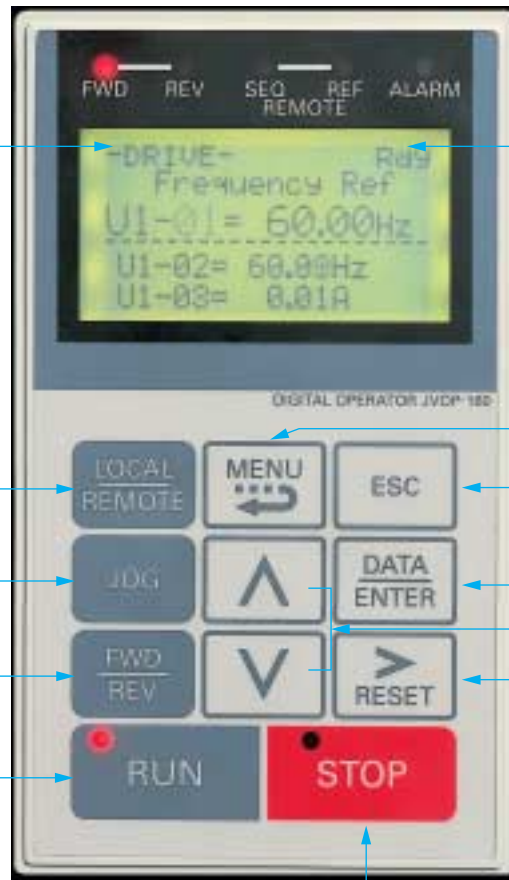 FWD REV SEQ REF ALARM
REMOTE
-DRIVE- Rdy
Frequency Ref
U1-01= 60.00Hz
U1-02= 60.00Hz
U1-03= 0.01A
DIGITAL OPERATOR JVOP-160
LOCAL
REMOTE
MENU
ESC
JOG
DATA
ENTER
FWD
REV
>
RESET
RUN
STOP